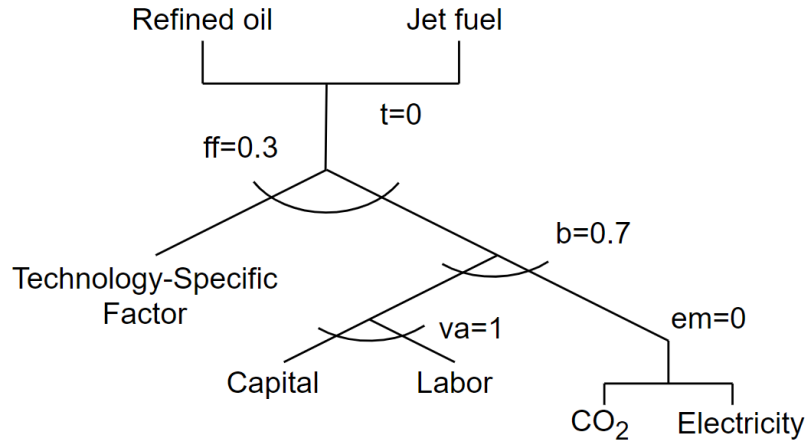 Refined oil
Jet fuel
t=0
ff=0.3
b=0.7
Technology-Specific
Factor
va=1
em=0
Capital
Labor
CO₂
Electricity